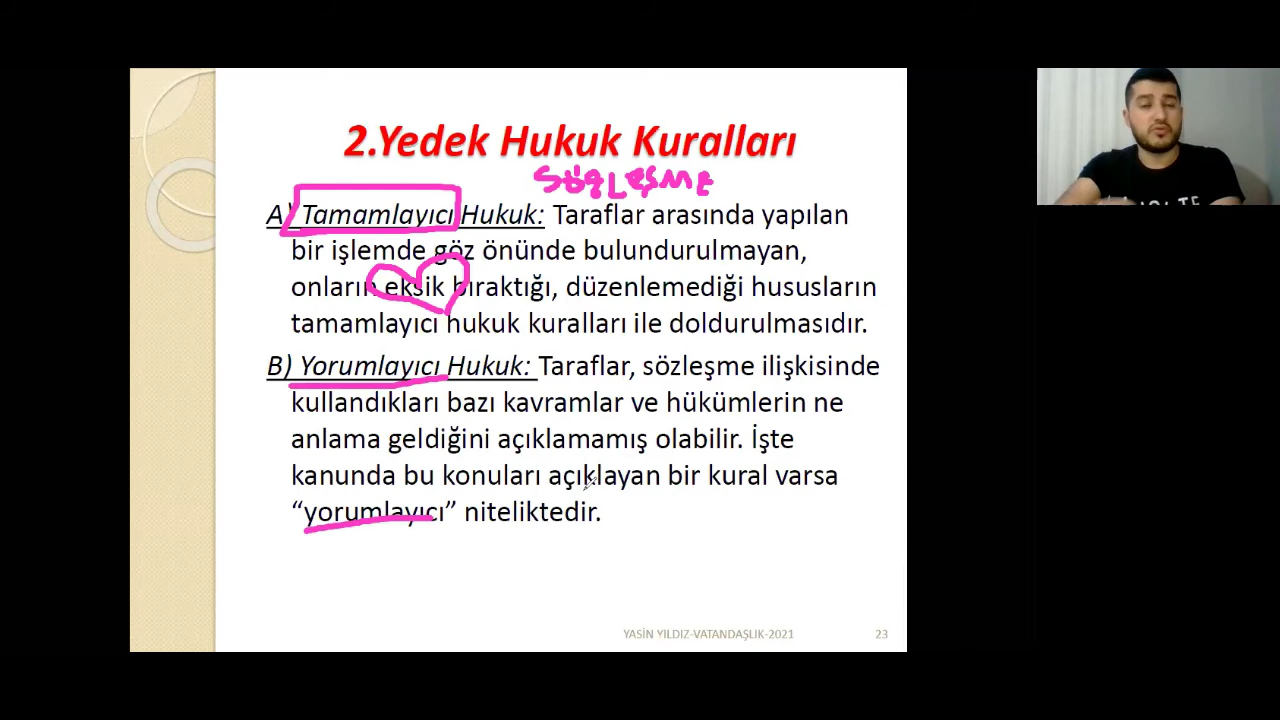 2.Yedek Hukuk Kuralları
SÖZLEŞME
A) Tamamlayıcı Hukuk: Taraflar arasında yapılan
bir işlemde göz önünde bulundurulmayan,
onların eksik bıraktığı, düzenlemediği hususların
tamamlayıcı hukuk kuralları ile doldurulmasıdır.
B) Yorumlayıcı Hukuk: Taraflar, sözleşme ilişkisinde
kullandıkları bazı kavramlar ve hükümlerin ne
anlama geldiğini açıklamamış olabilir. İşte
kanunda bu konuları açıklayan bir kural varsa
“yorumlayıcı” niteliktedir.
YASİN YILDIZ-VATANDAŞLIK-2021
23